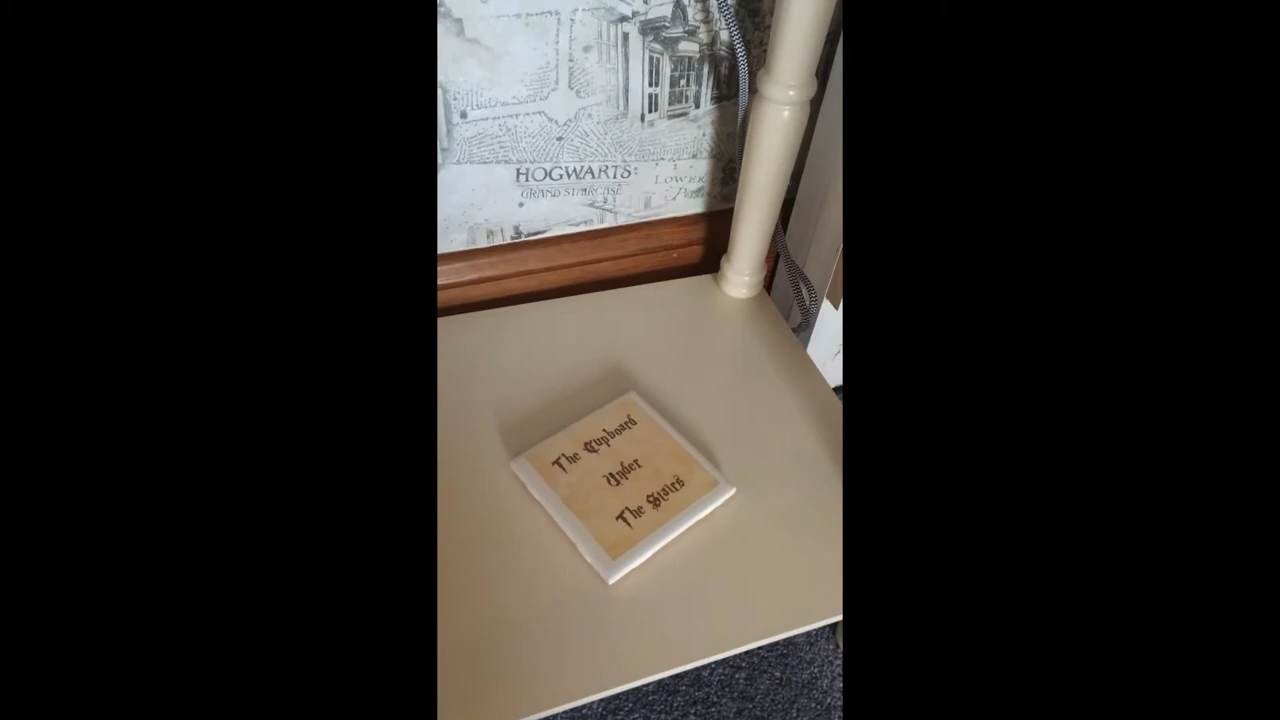 HOGWARTS:
GRAND STAIRCASE
LOWER
The Cupboard
Under
The Stairs